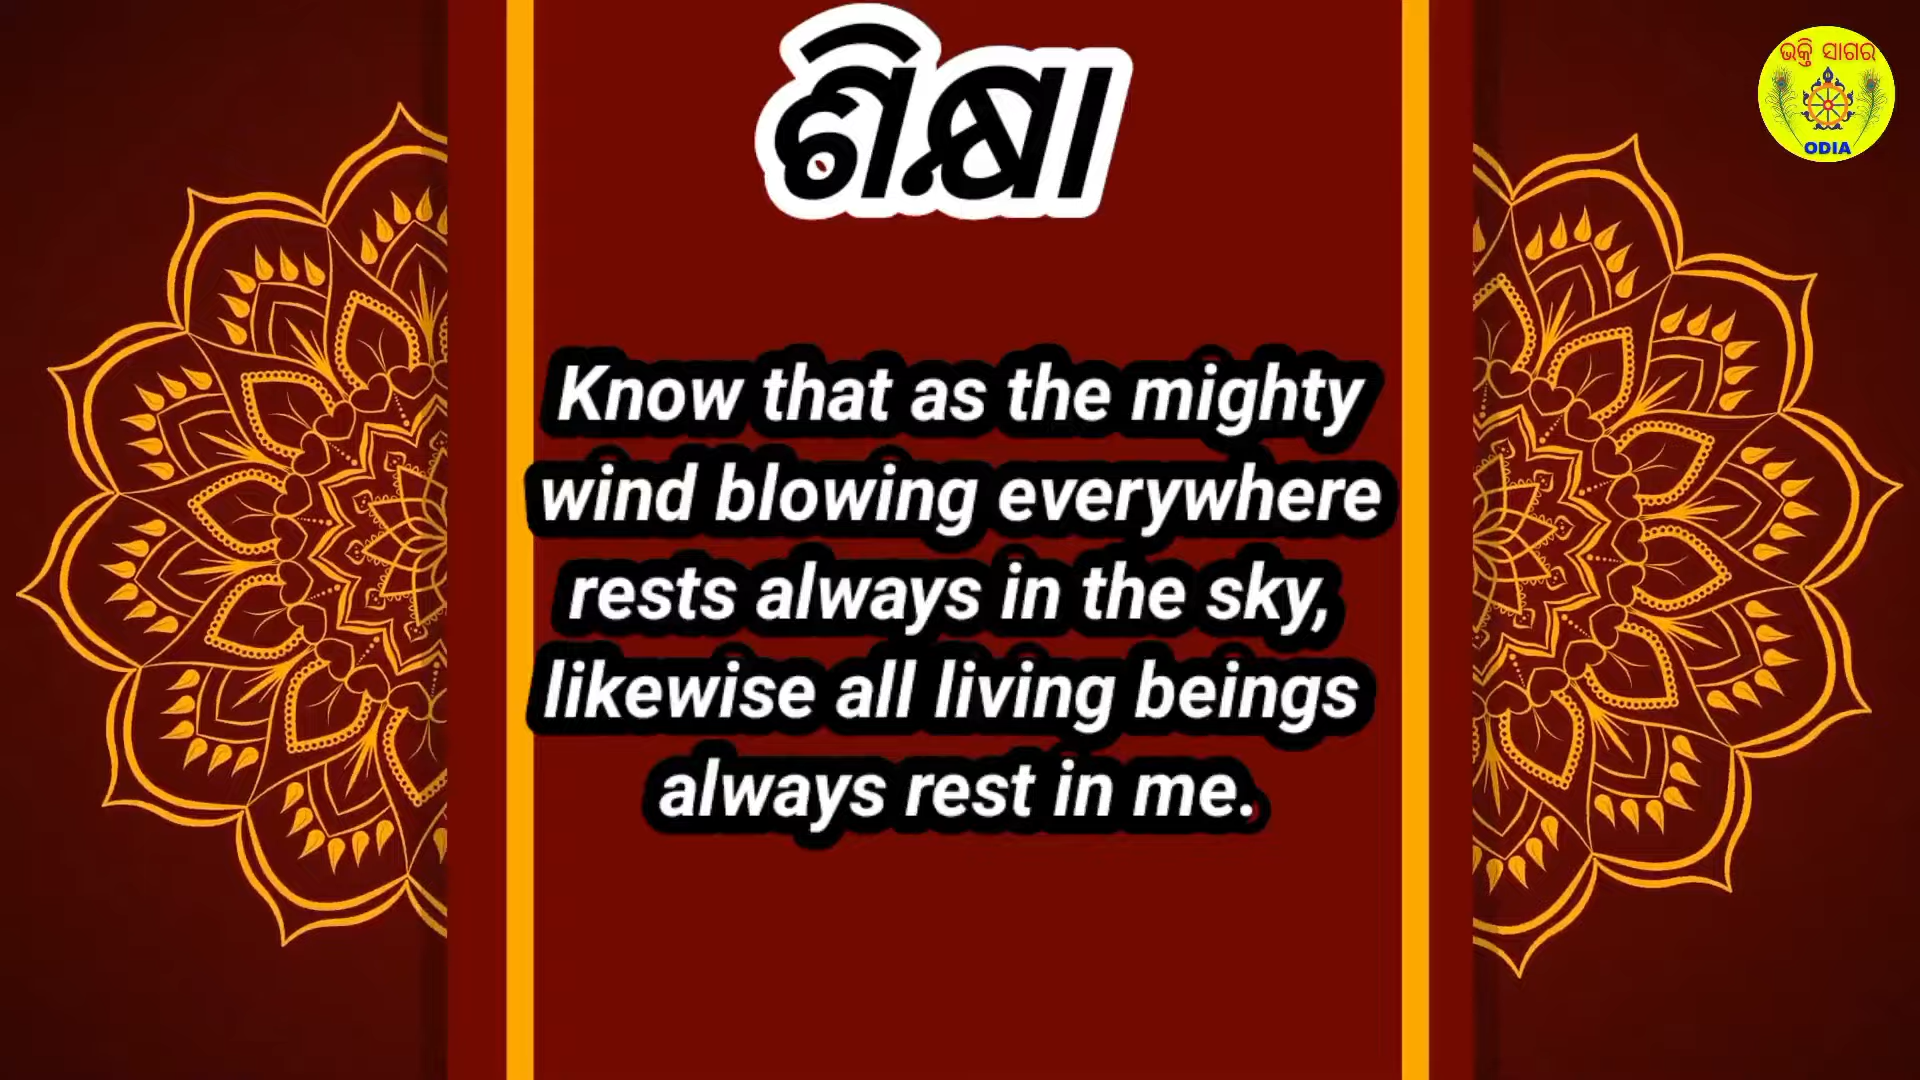 ଶିକ୍ଷା
ଭକ୍ତି ସାଗର
ODIA
Know that as the mighty
wind blowing everywhere
rests always in the sky,
likewise all living beings
always rest in me.